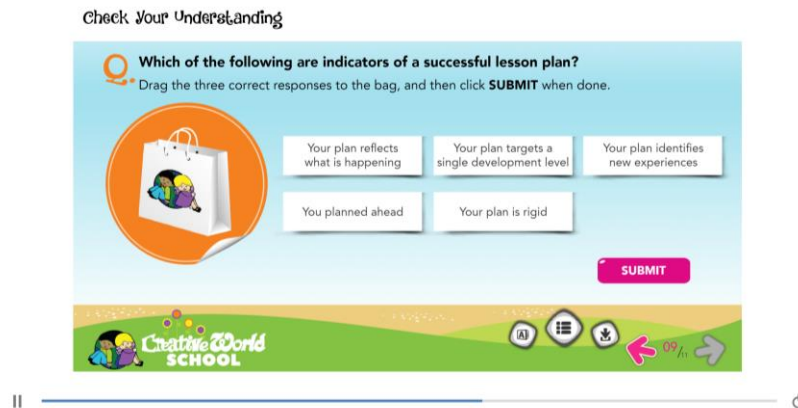 Check Your Understanding
Q.
Which of the following are indicators of a successful lesson plan?
Drag the three correct responses to the bag, and then click SUBMIT when done.
Your plan reflects
what is happening
Your plan targets a
single development level
Your plan identifies
new experiences
You planned ahead
Your plan is rigid
SUBMIT
Creative World
SCHOOL
A
09/11